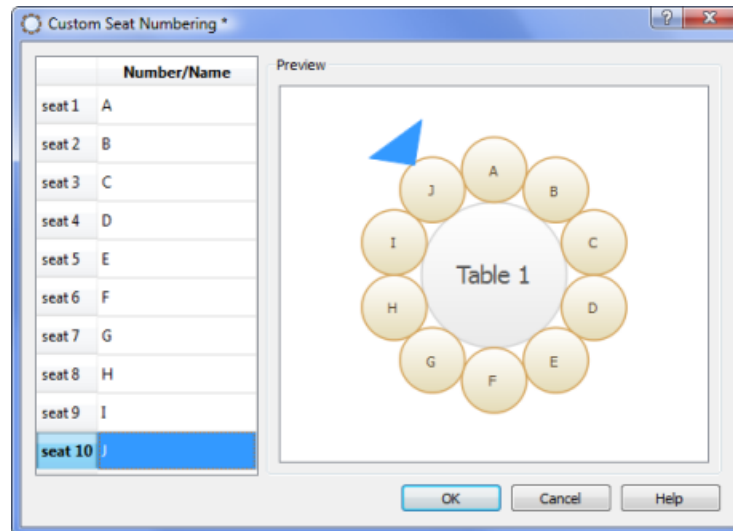 Custom Seat Numbering *
Number/Name
seat 1 A
seat 2 B
seat 3 C
seat 4 D
seat 5 E
seat 6 F
seat 7 G
seat 8 H
seat 9 I
seat 10 J
Preview
A
J B
I C
Table 1
H D
G E
F
OK Cancel Help